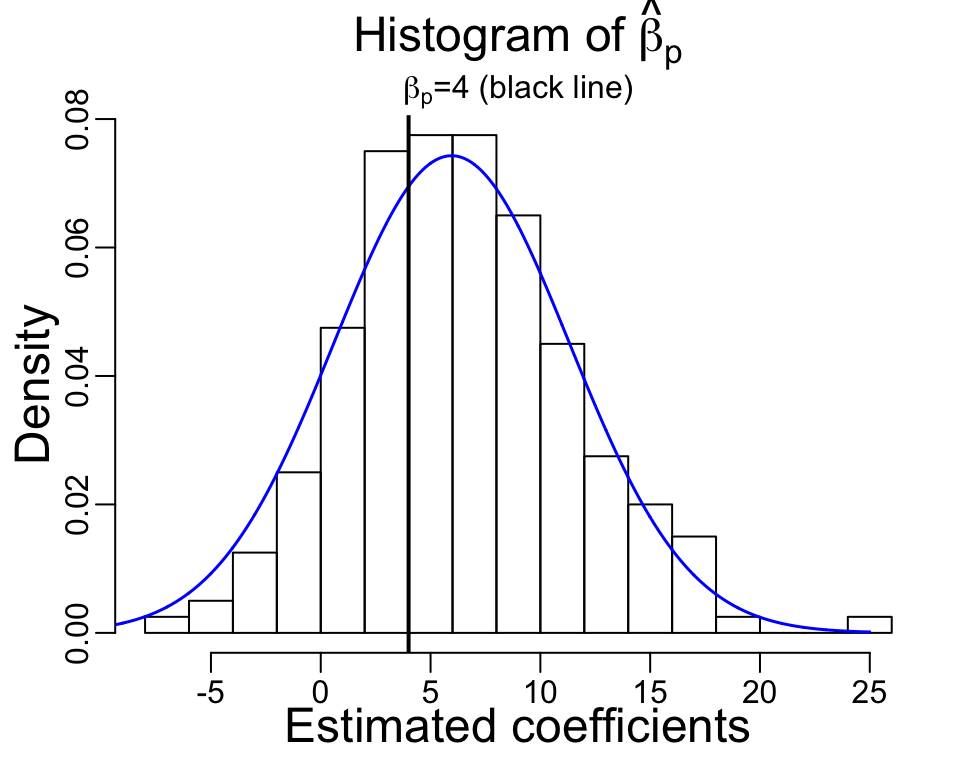 Histogram of β̂ₚ
βₚ=4 (black line)
Density
0.00 0.02 0.04 0.06 0.08
-5 0 5 10 15 20 25
Estimated coefficients